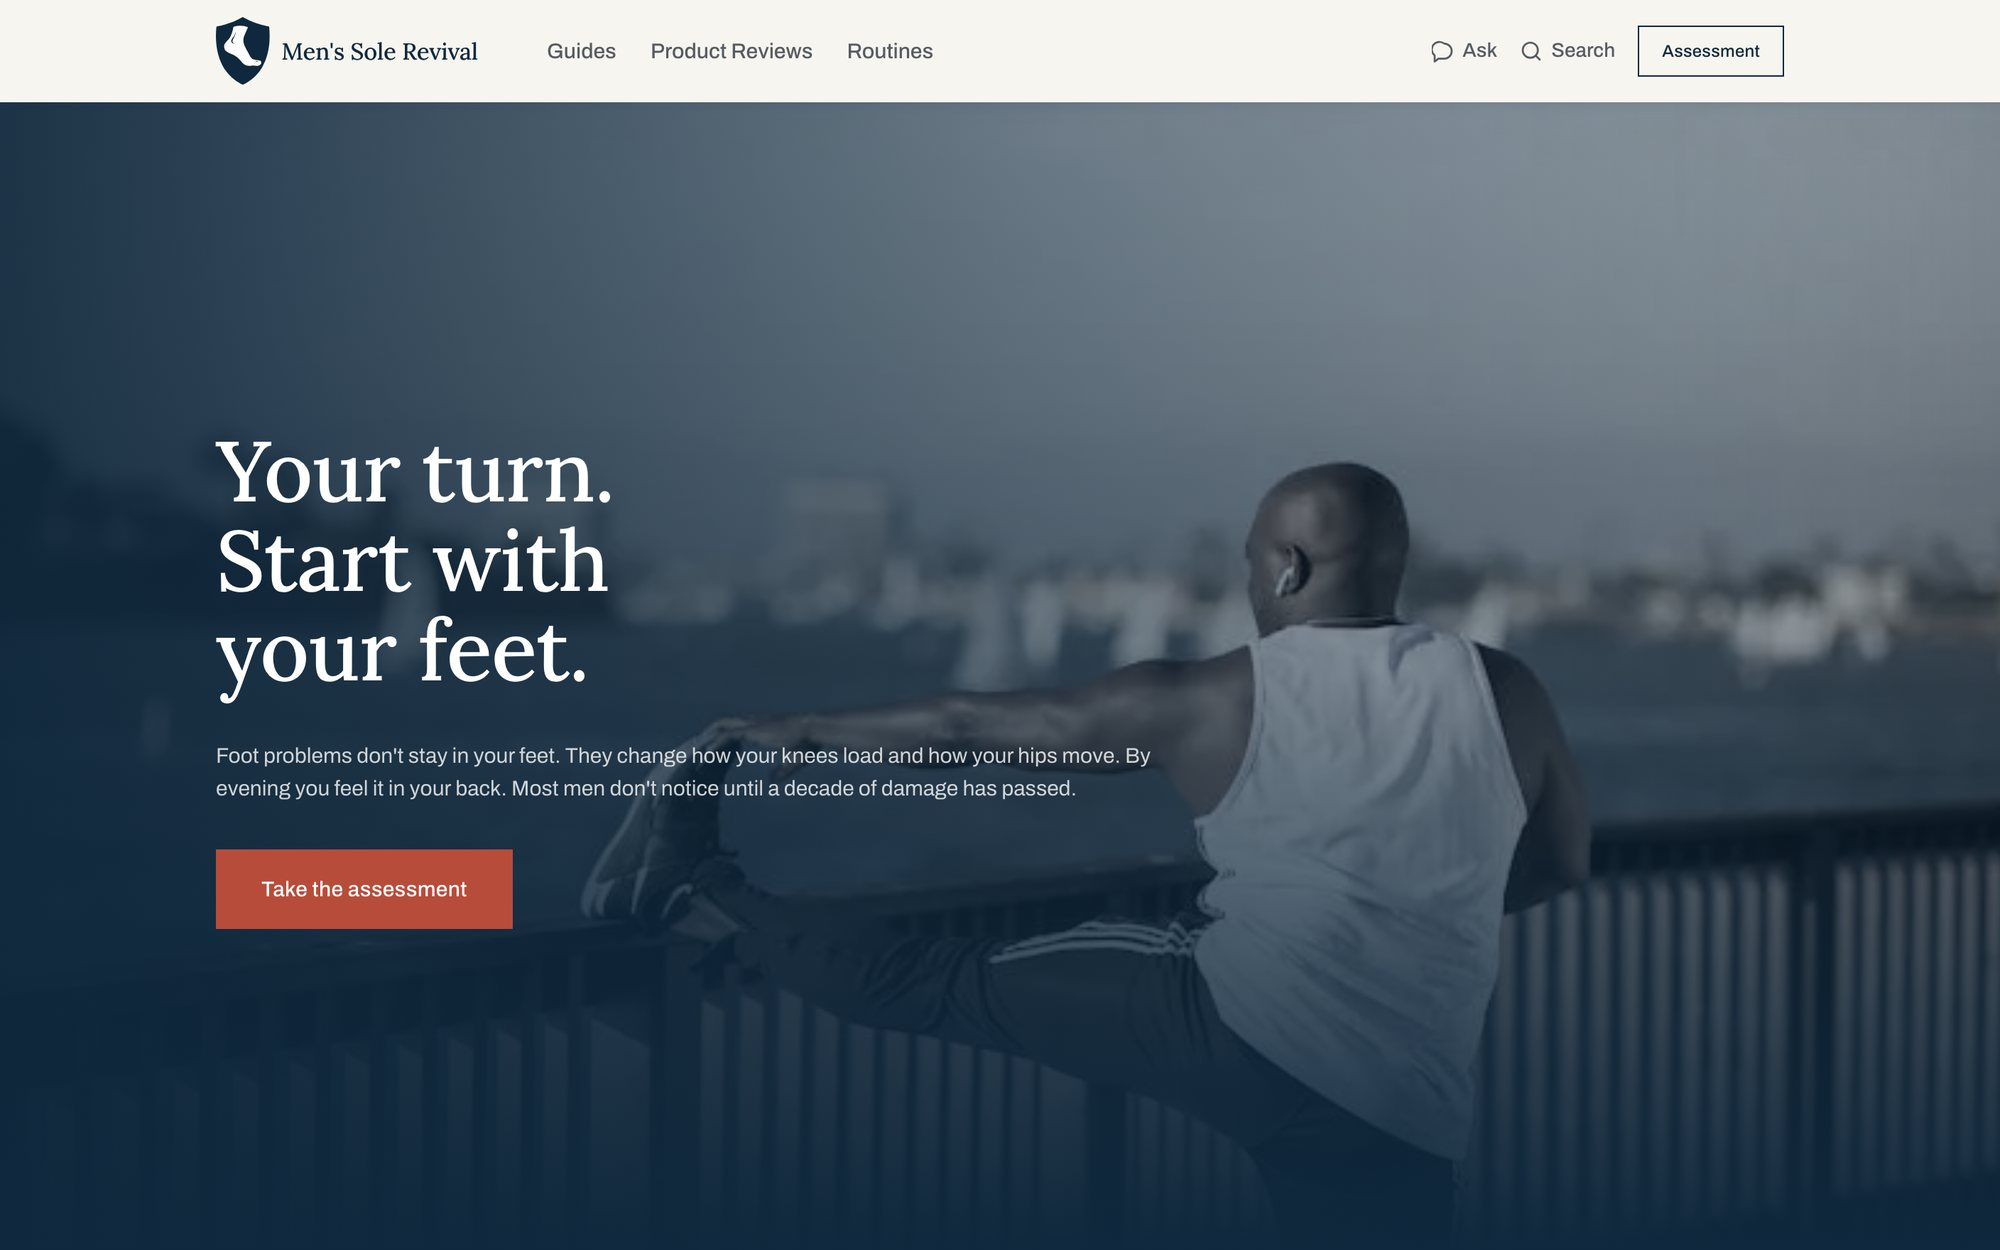 Men's Sole Revival
Guides
Product Reviews
Routines
Ask
Search
Assessment
Your turn.
Start with
your feet.
Foot problems don't stay in your feet. They change how your knees load and how your hips move. By
evening you feel it in your back. Most men don't notice until a decade of damage has passed.
Take the assessment